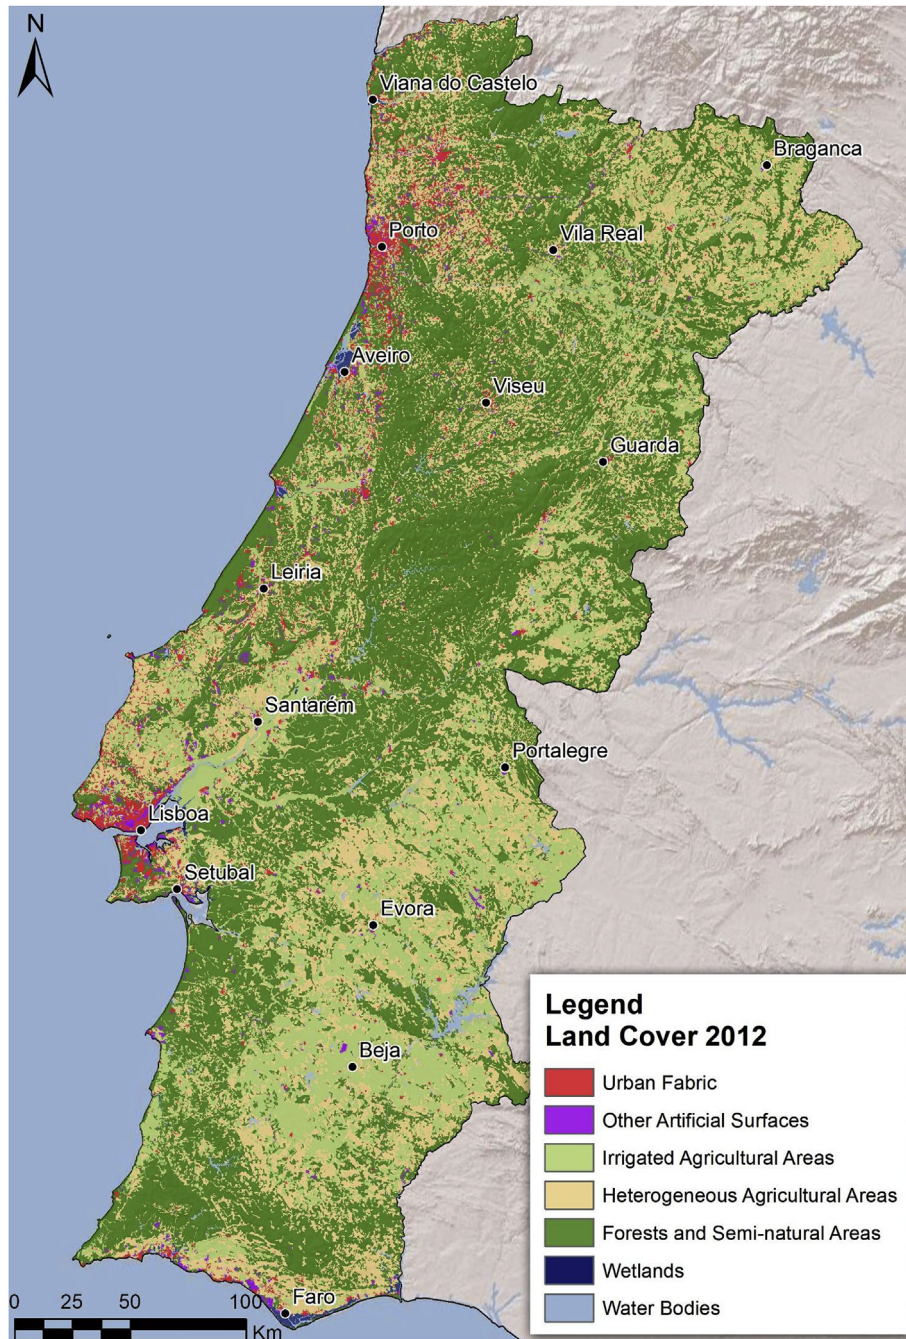 N
Viana do Castelo
Braganca
Porto
Vila Real
Aveiro
Viseu
Guarda
Leiria
Santarém
Portalegre
Lisboa
Setubal
Evora
Beja
Faro
0 25 50 100
Km
Legend
Land Cover 2012
Urban Fabric
Other Artificial Surfaces
Irrigated Agricultural Areas
Heterogeneous Agricultural Areas
Forests and Semi-natural Areas
Wetlands
Water Bodies